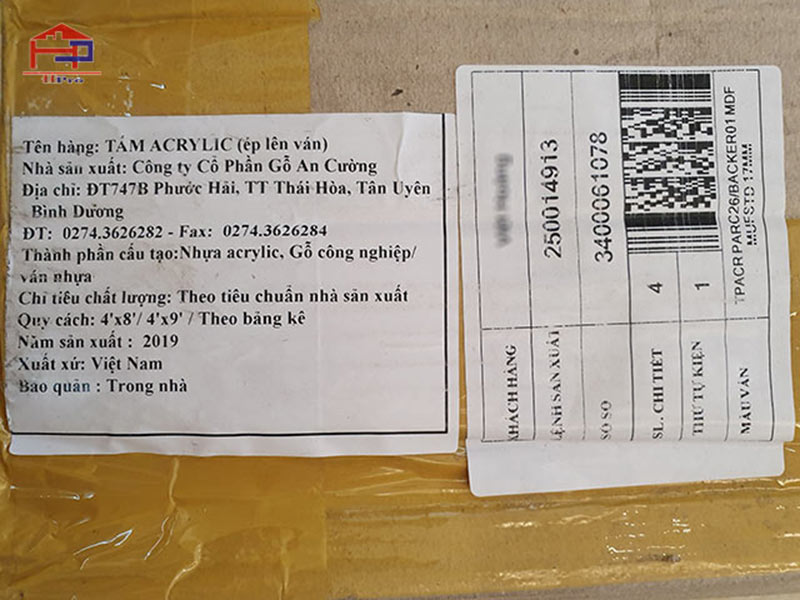 HPro
Tên hàng: TẤM ACRYLIC (ép lên ván)
Nhà sản xuất: Công ty Cổ Phần Gỗ An Cường
Địa chỉ: ĐT747B Phước Hải, TT Thái Hòa, Tân Uyên
Bình Dương
ĐT: 0274.3626282 - Fax: 0274.3626284
Thành phần cấu tạo:Nhựa acrylic, Gỗ công nghiệp/
ván nhựa
Chỉ tiêu chất lượng: Theo tiêu chuẩn nhà sản xuất
Quy cách: 4'x8'/ 4'x9' / Theo bảng kê
Năm sản xuất : 2019
Xuất xứ: Việt Nam
Bảo quản : Trong nhà
KHÁCH HÀNG
LỆNH SẢN XUẤT 250014913
SO SO 3400061078
SL : CHI TIẾT 4
THỨ TỰ KIỆN 1
MÀU VÁN TPACR PARC26/BACKER01 MDF
MUFSTD 17MM